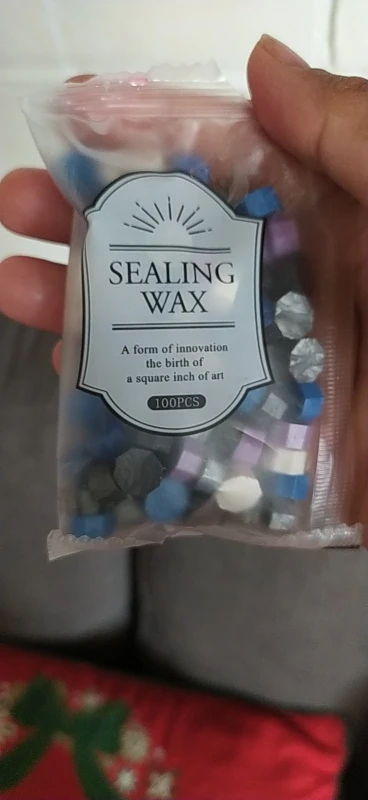 SEALING
WAX
A form of innovation
the birth of
a square inch of art
100PCS